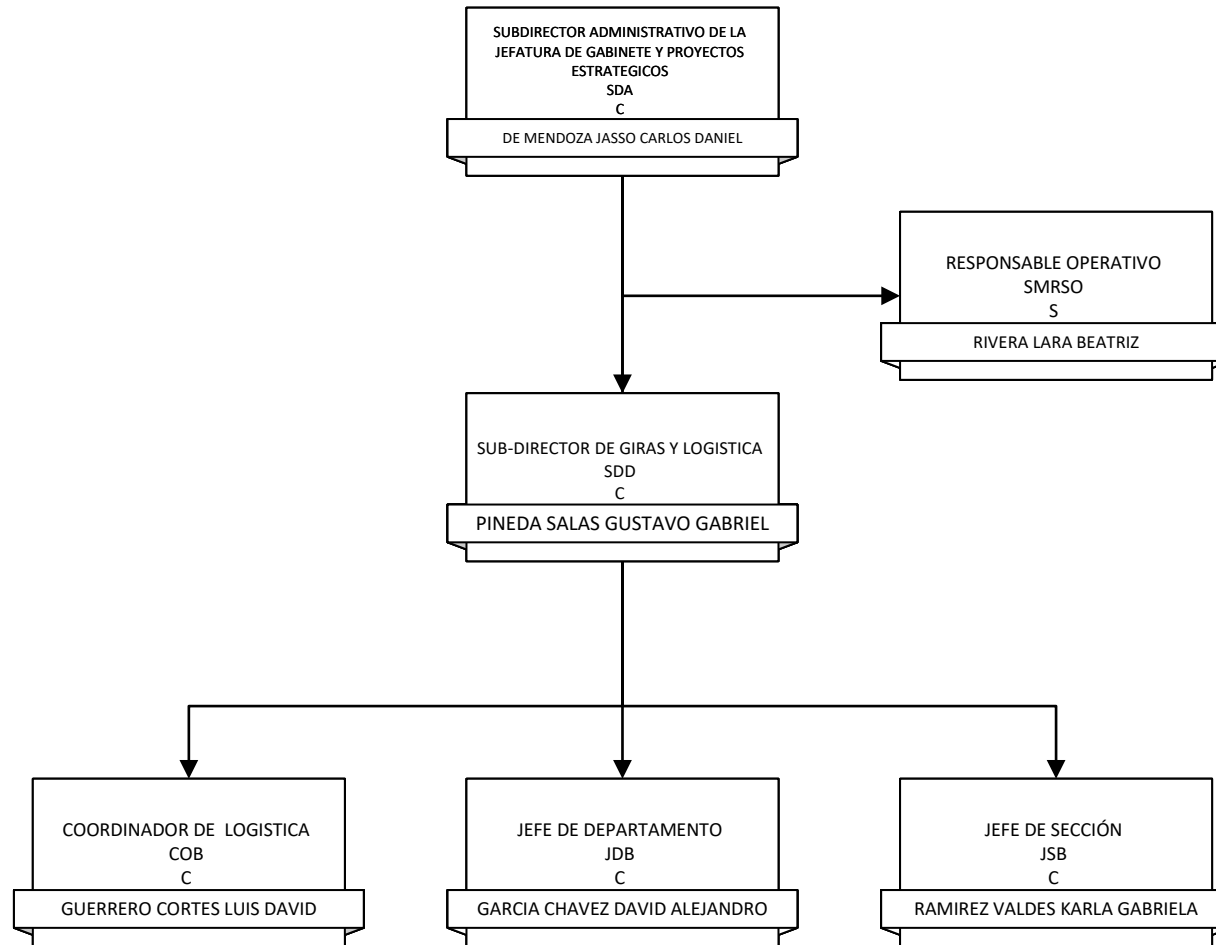 SUBDIRECTOR ADMINISTRATIVO DE LA
JEFATURA DE GABINETE Y PROYECTOS
ESTRATEGICOS
SDA
C
DE MENDOZA JASSO CARLOS DANIEL
RESPONSABLE OPERATIVO
SMRSO
S
RIVERA LARA BEATRIZ
SUB-DIRECTOR DE GIRAS Y LOGISTICA
SDD
C
PINEDA SALAS GUSTAVO GABRIEL
COORDINADOR DE  LOGISTICA
COB
C
GUERRERO CORTES LUIS DAVID
JEFE DE DEPARTAMENTO
JDB
C
GARCIA CHAVEZ DAVID ALEJANDRO
JEFE DE SECCIÓN
JSB
C
RAMIREZ VALDES KARLA GABRIELA